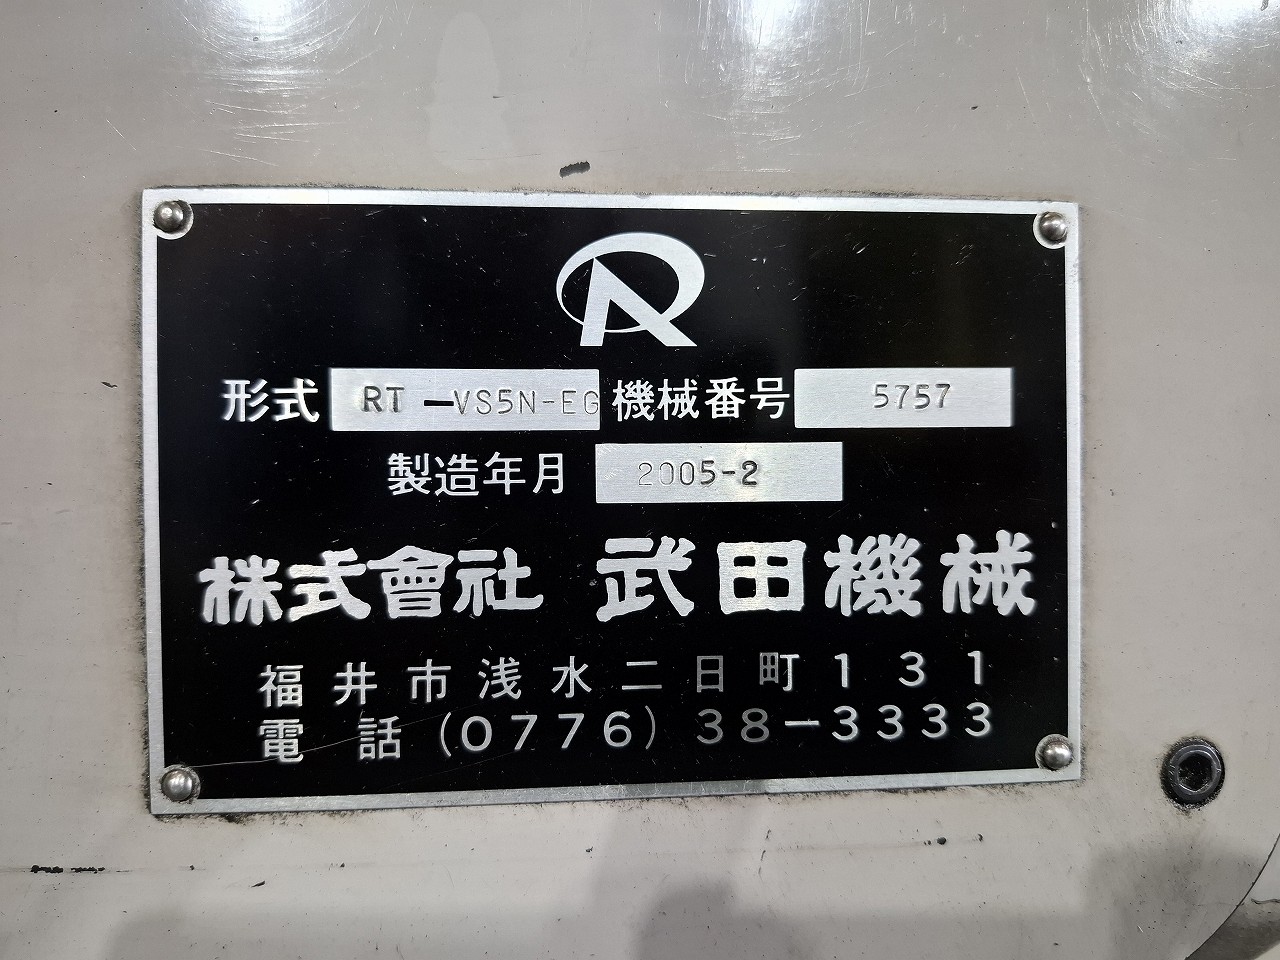 形式 RT-VS5N-EG 機械番号 5757
製造年月 2005-2
株式會社 武田機械
福井市浅水二日町131
電話(0776)38-3333